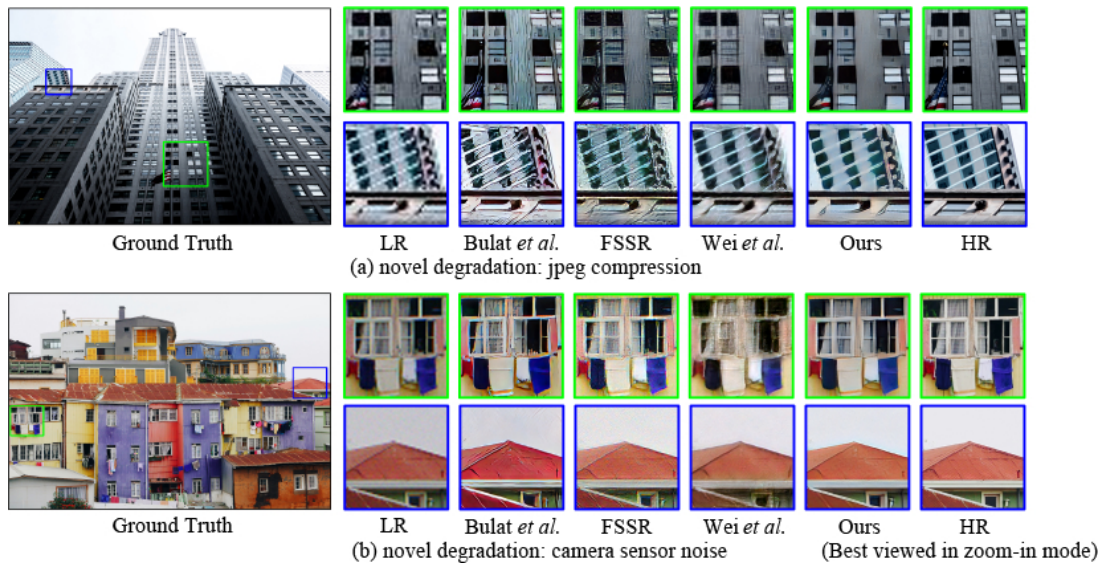 Ground Truth
LR Bulat et al. FSSR Wei et al. Ours HR
(a) novel degradation: jpeg compression
Ground Truth
LR Bulat et al. FSSR Wei et al. Ours HR
(b) novel degradation: camera sensor noise (Best viewed in zoom-in mode)